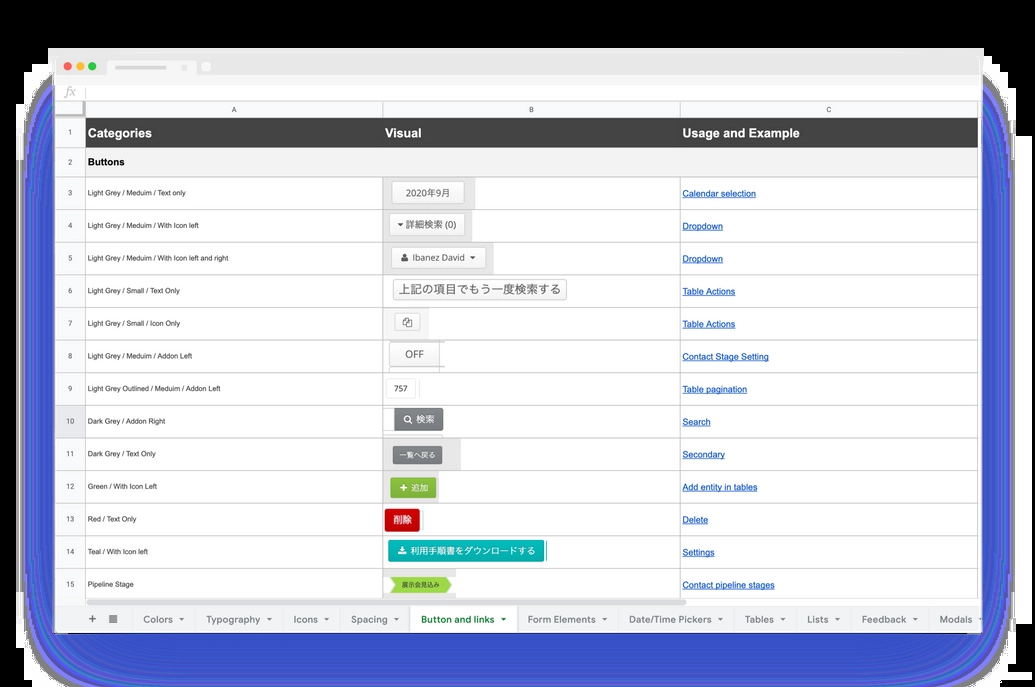 fx
A B C
1 Categories Visual Usage and Example
2 Buttons
3 Light Grey / Meduim / Text only 2020年9月 Calendar selection
4 Light Grey / Meduim / With Icon left 詳細検索 (0) Dropdown
5 Light Grey / Meduim / With Icon left and right Ibanez David Dropdown
6 Light Grey / Small / Text Only 上記の項目でもう一度検索する Table Actions
7 Light Grey / Small / Icon Only Table Actions
8 Light Grey / Meduim / Addon Left OFF Contact Stage Setting
9 Light Grey Outlined / Meduim / Addon Left 757 Table pagination
10 Dark Grey / Addon Right 検索 Search
11 Dark Grey / Text Only 一覧へ戻る Secondary
12 Green / With Icon Left + 追加 Add entity in tables
13 Red / Text Only 削除 Delete
14 Teal / With Icon left 利用手順書をダウンロードする Settings
15 Pipeline Stage 展示会見込み Contact pipeline stages
+ Colors Typography Icons Spacing Button and links Form Elements Date/Time Pickers Tables Lists Feedback Modals